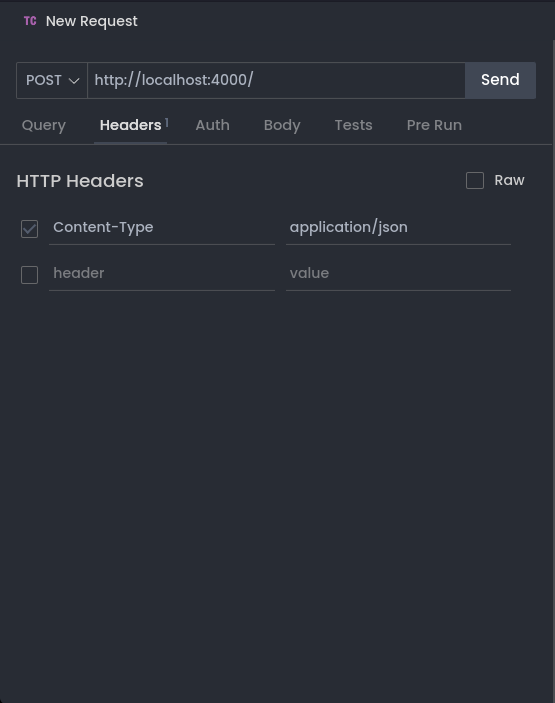 TC New Request
POST http://localhost:4000/ Send
Query Headers 1 Auth Body Tests Pre Run
HTTP Headers Raw
Content-Type application/json
header value